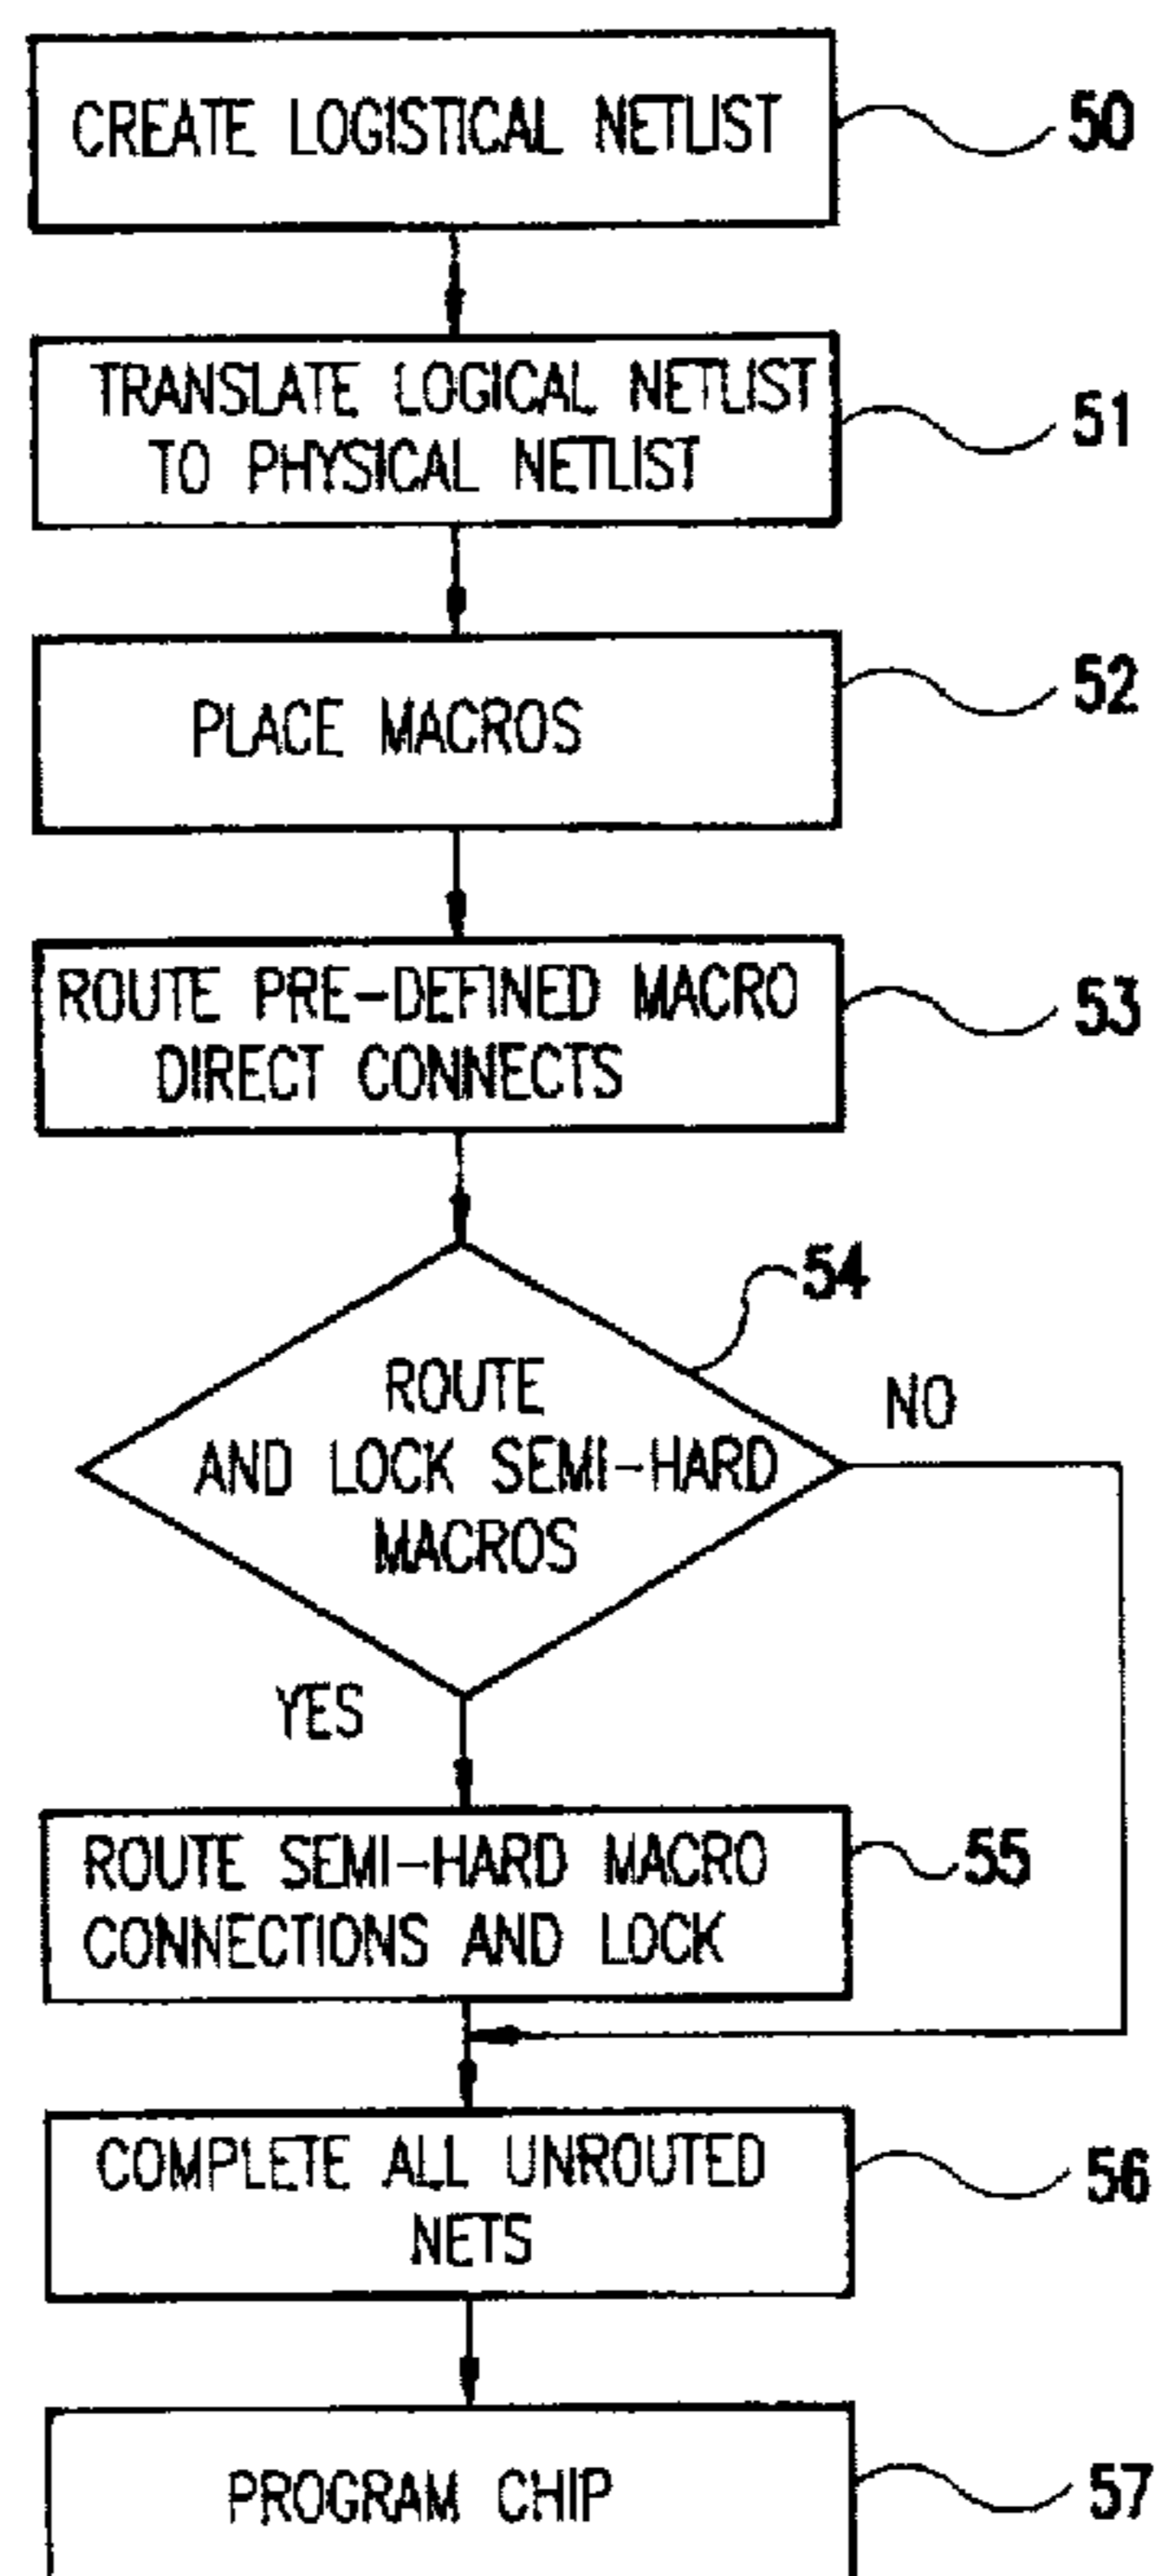 CREATE LOGISTICAL NETLIST
50
TRANSLATE LOGICAL NETLIST
TO PHYSICAL NETLIST
51
PLACE MACROS
52
ROUTE PRE-DEFINED MACRO
DIRECT CONNECTS
53
54
ROUTE
AND LOCK SEMI-HARD
MACROS
NO
YES
ROUTE SEMI-HARD MACRO
CONNECTIONS AND LOCK
55
COMPLETE ALL UNROUTED
NETS
56
PROGRAM CHIP
57